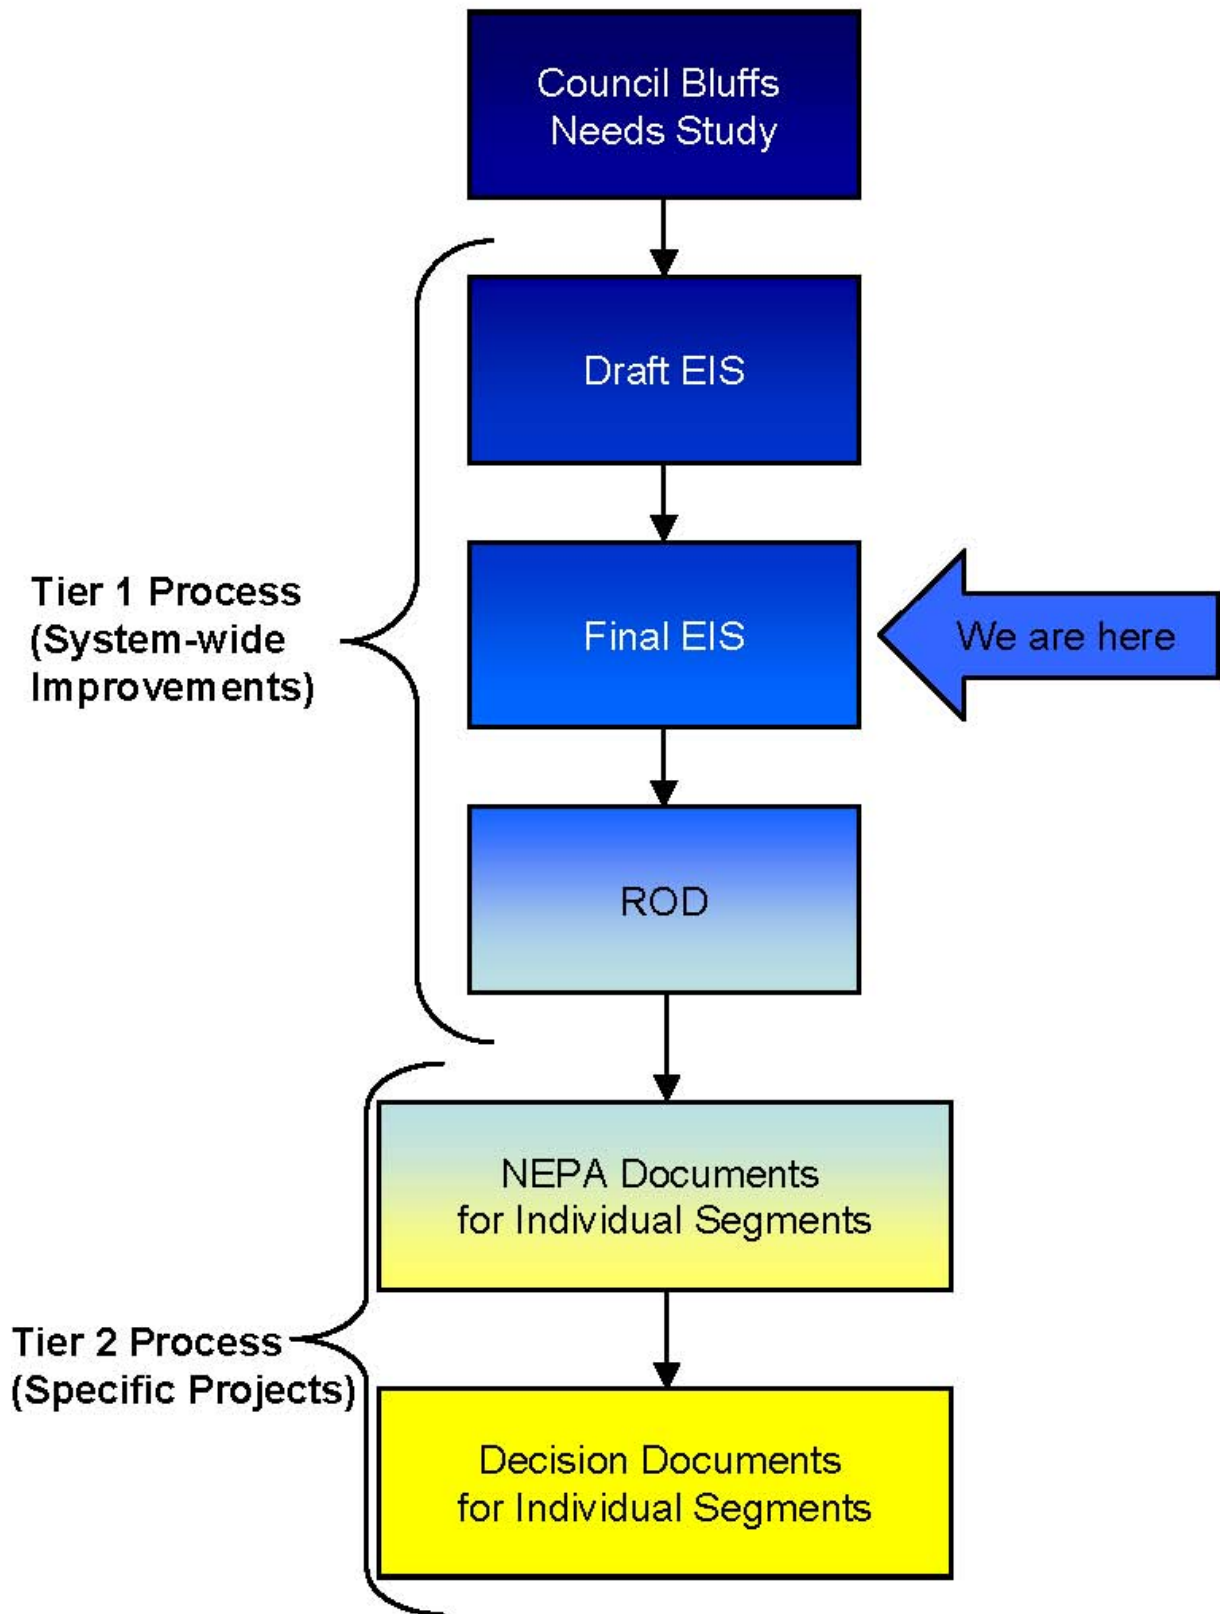 Council Bluffs
Needs Study
Draft EIS
Tier 1 Process
(System-wide
Improvements)
Final EIS
We are here
ROD
NEPA Documents
for Individual Segments
Tier 2 Process
(Specific Projects)
Decision Documents
for Individual Segments